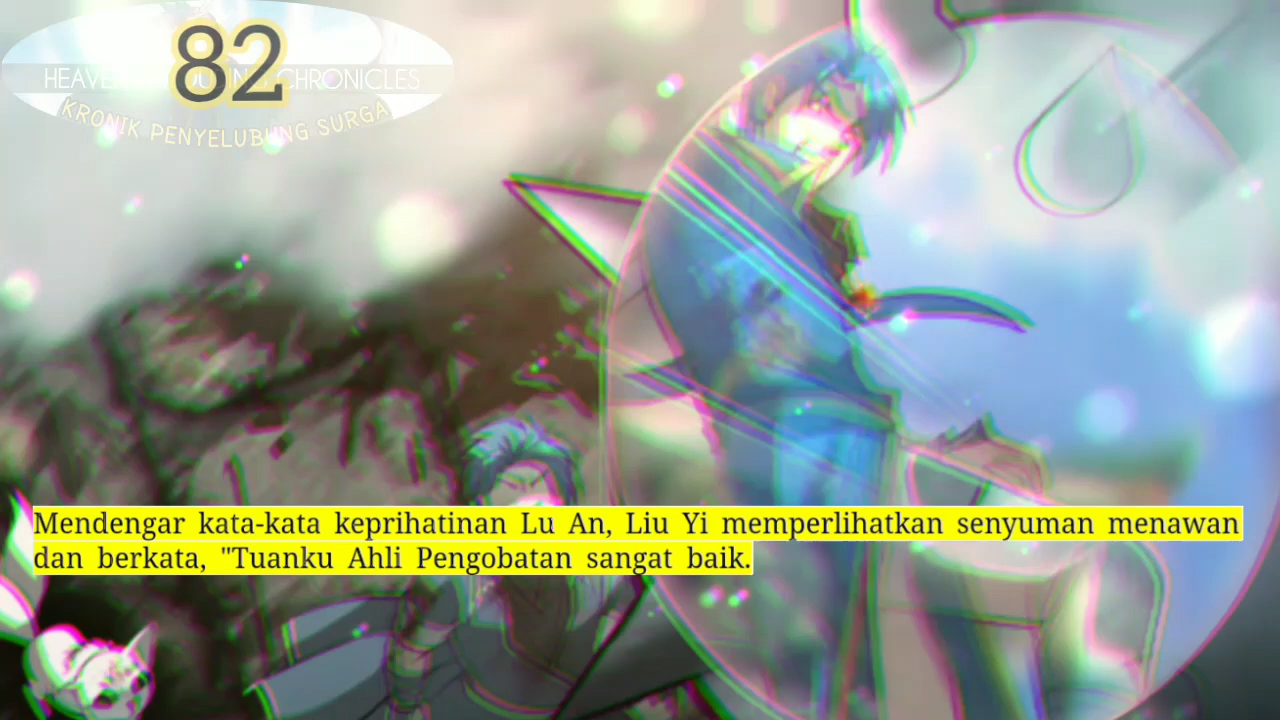 82
HEAVEN CHRONICLES
KRONIK PENYELUBUNG SURGA
Mendengar kata-kata keprihatinan Lu An, Liu Yi memperlihatkan senyuman menawan
dan berkata, "Tuanku Ahli Pengobatan sangat baik.